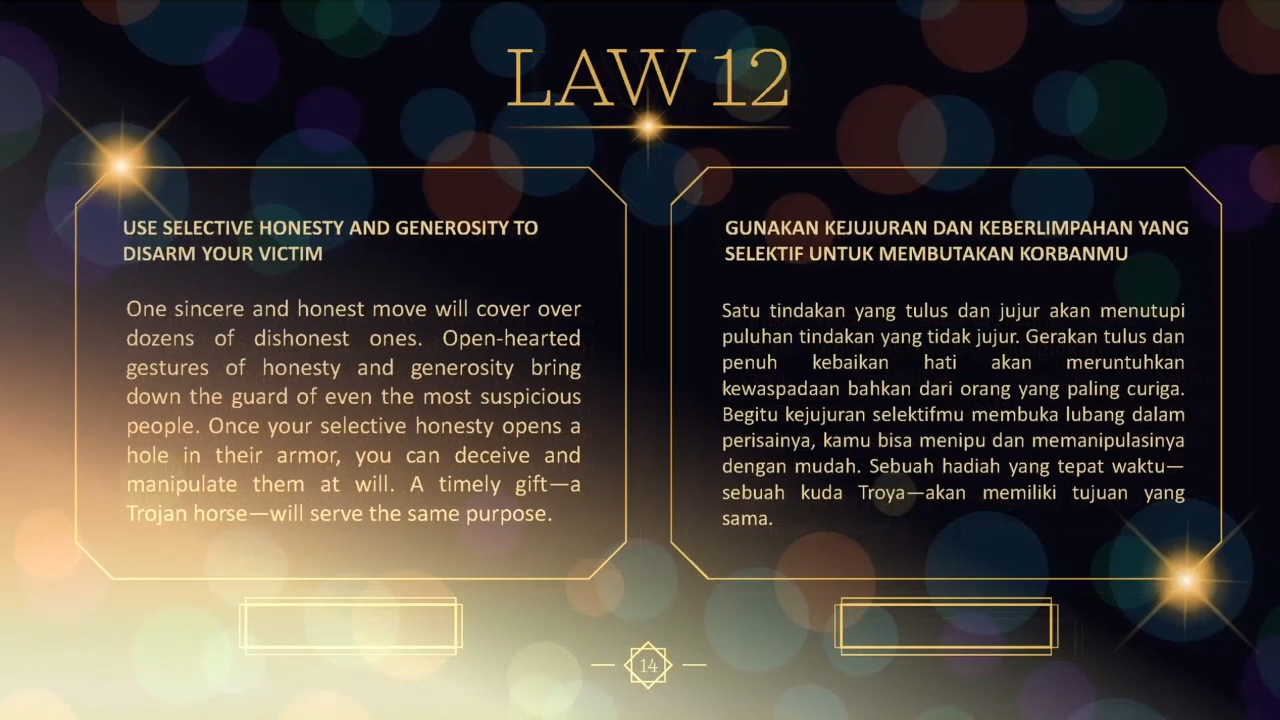 LAW 12
USE SELECTIVE HONESTY AND GENEROSITY TO
DISARM YOUR VICTIM
One sincere and honest move will cover over
dozens of dishonest ones. Open-hearted
gestures of honesty and generosity bring
down the guard of even the most suspicious
people. Once your selective honesty opens a
hole in their armor, you can deceive and
manipulate them at will. A timely gift—a
Trojan horse—will serve the same purpose.
GUNAKAN KEJUJURAN DAN KEBERLIMPAHAN YANG
SELEKTIF UNTUK MEMBUTAKAN KORBANMU
Satu tindakan yang tulus dan jujur akan menutupi
puluhan tindakan yang tidak jujur. Gerakan tulus dan
penuh kebaikan hati akan meruntuhkan
kewaspadaan bahkan dari orang yang paling curiga.
Begitu kejujuran selektifmu membuka lubang dalam
perisainya, kamu bisa menipu dan memanipulasinya
dengan mudah. Sebuah hadiah yang tepat waktu—
sebuah kuda Troya—akan memiliki tujuan yang
sama.
14